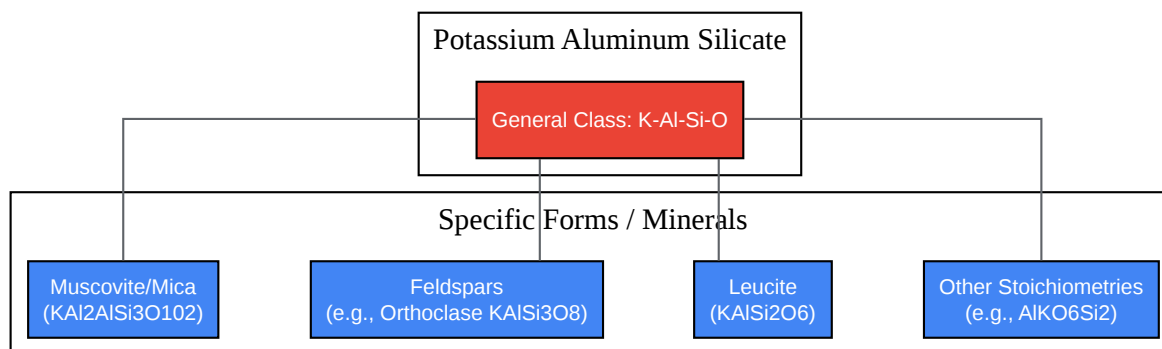 Potassium Aluminum Silicate
General Class: K-Al-Si-O
Specific Forms / Minerals
Muscovite/Mica
(KAl2AlSi3O102)
Feldspars
(e.g., Orthoclase KAlSi3O8)
Leucite
(KAlSi2O6)
Other Stoichiometries
(e.g., AlKO6Si2)